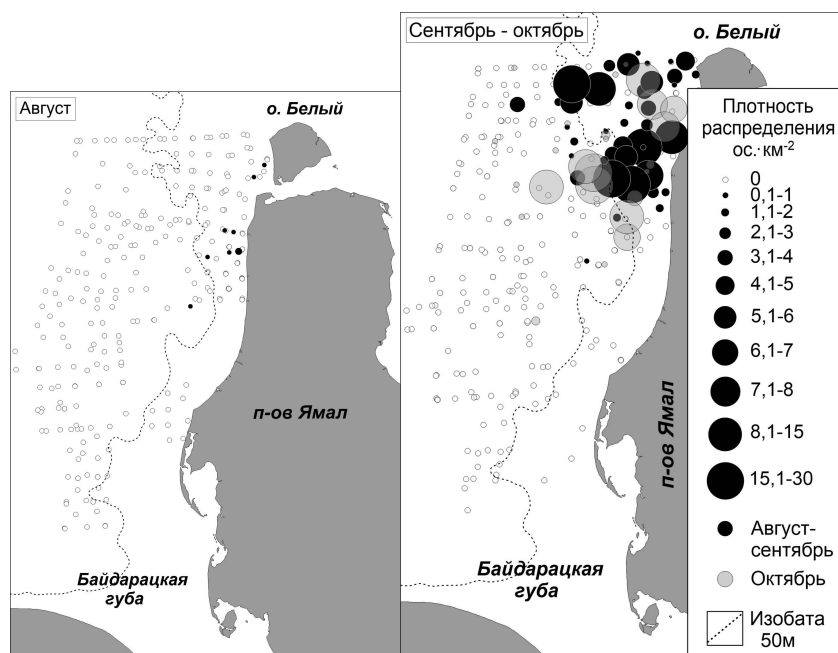 Август
о. Белый
п-ов Ямал
Байдарацкая
губа
Сентябрь - октябрь
о. Белый
п-ов Ямал
Байдарацкая
губа
Плотность
распределения
ос.·км-2
0
0,1-1
1,1-2
2,1-3
3,1-4
4,1-5
5,1-6
6,1-7
7,1-8
8,1-15
15,1-30
Август-
сентябрь
Октябрь
Изобата
50м